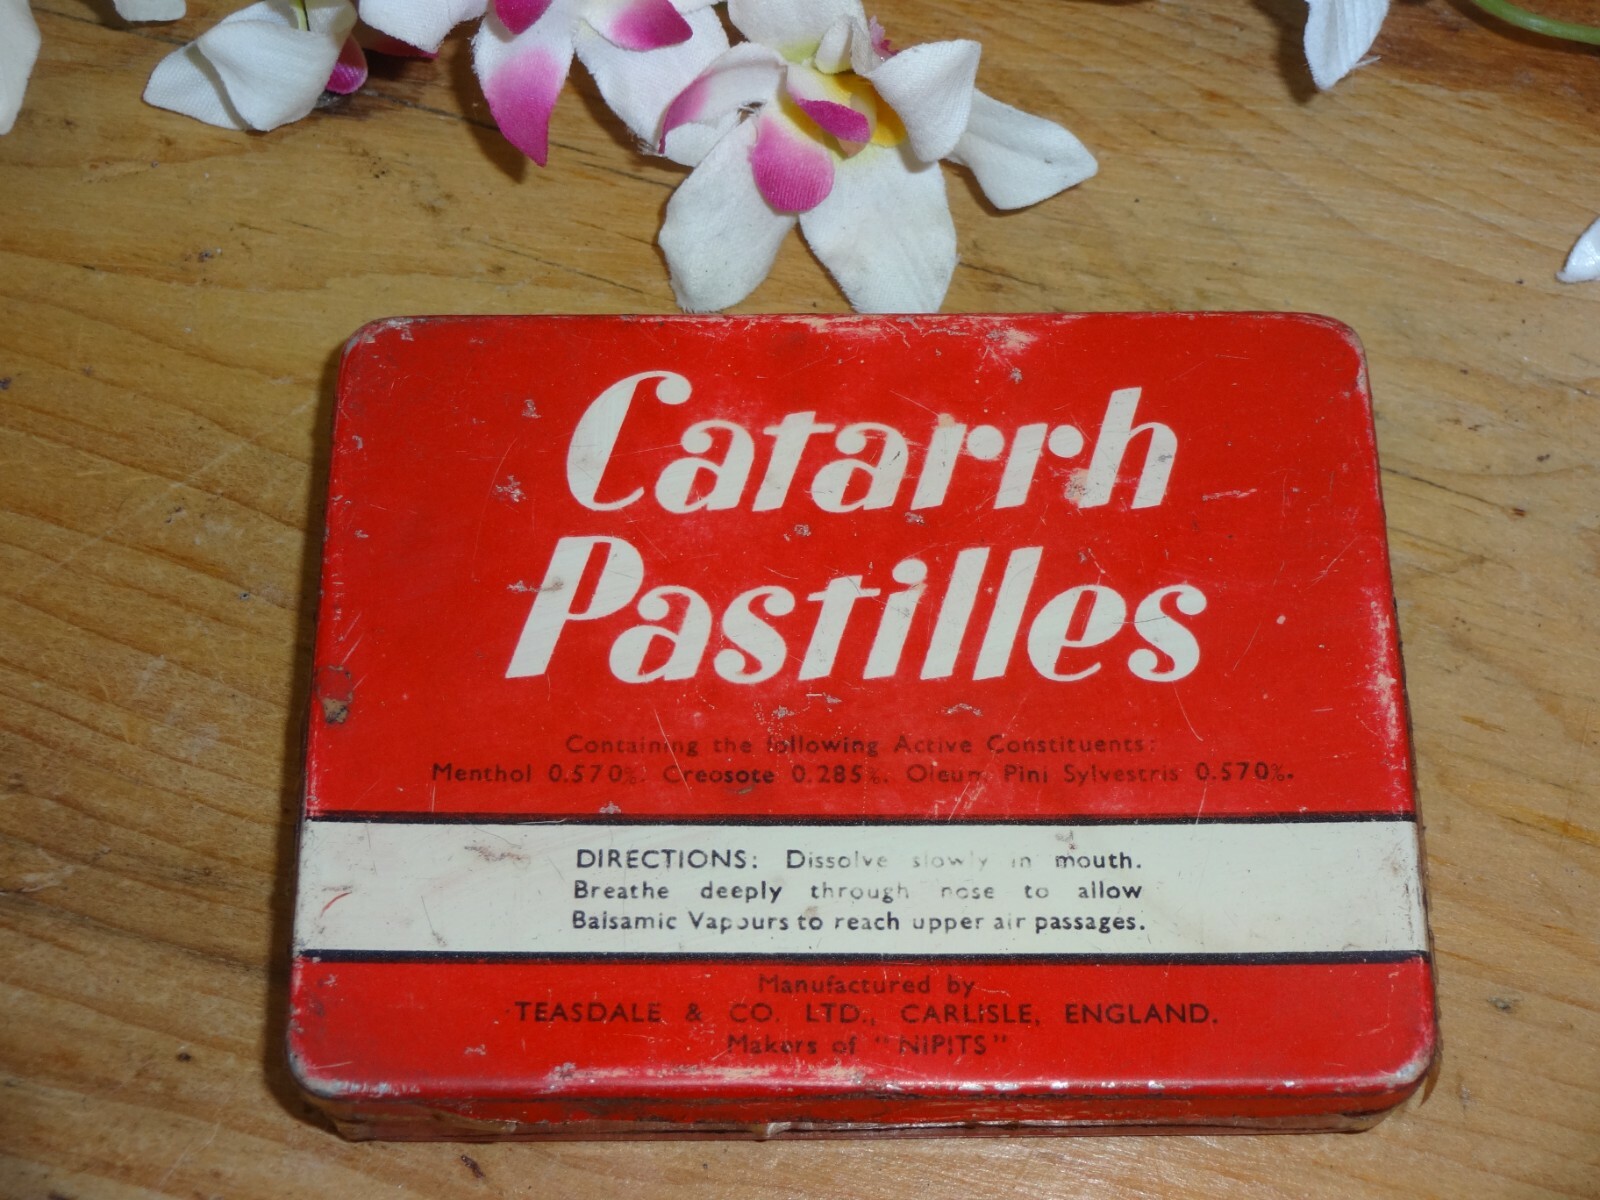 Catarrh
Pastilles
Containing the following Active Constituents:
Menthol 0.570%. Creosote 0.285%. Oleum Pini Sylvestris 0.570%.
DIRECTIONS: Dissolve slowly in mouth.
Breathe deeply through nose to allow
Balsamic Vapours to reach upper air passages.
Manufactured by
TEASDALE & CO. LTD., CARLISLE, ENGLAND.
Makers of "NIPITS"